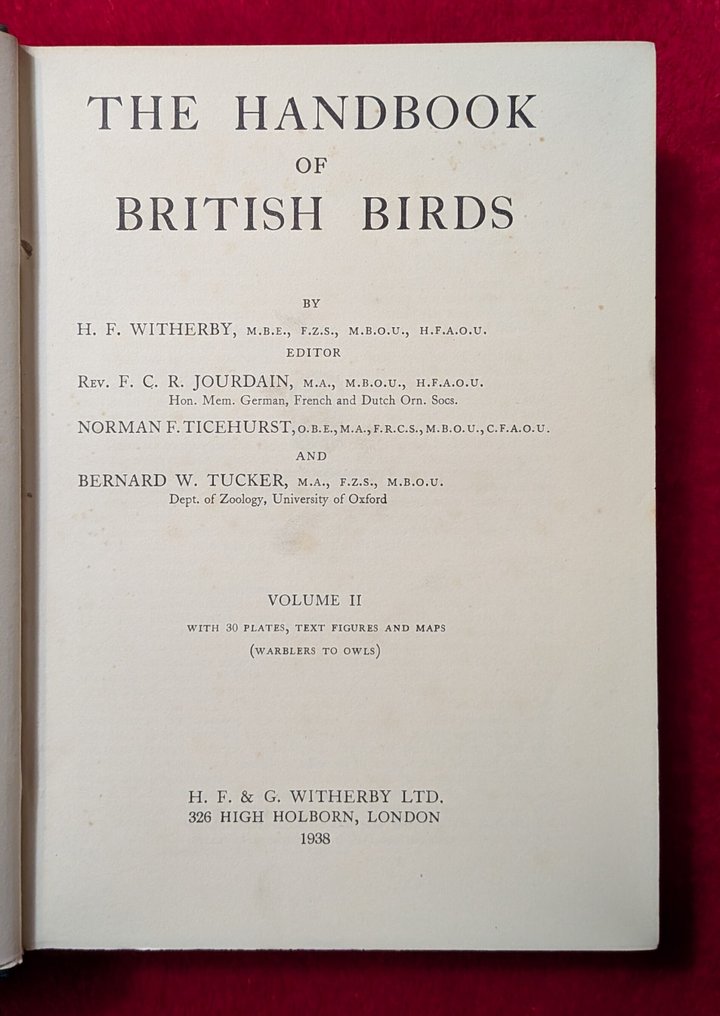 THE HANDBOOK
OF
BRITISH BIRDS
BY
H. F. WITHERBY, M.B.E., F.Z.S., M.B.O.U., H.F.A.O.U.
EDITOR
Rev. F. C. R. JOURDAIN, M.A., M.B.O.U., H.F.A.O.U.
Hon. Mem. German, French and Dutch Orn. Socs.
NORMAN F. TICEHURST, O.B.E., M.A., F.R.C.S., M.B.O.U., C.F.A.O.U.
AND
BERNARD W. TUCKER, M.A., F.Z.S., M.B.O.U.
Dept. of Zoology, University of Oxford
VOLUME II
WITH 30 PLATES, TEXT FIGURES AND MAPS
(WARBLERS TO OWLS)
H. F. & G. WITHERBY LTD.
326 HIGH HOLBORN, LONDON
1938